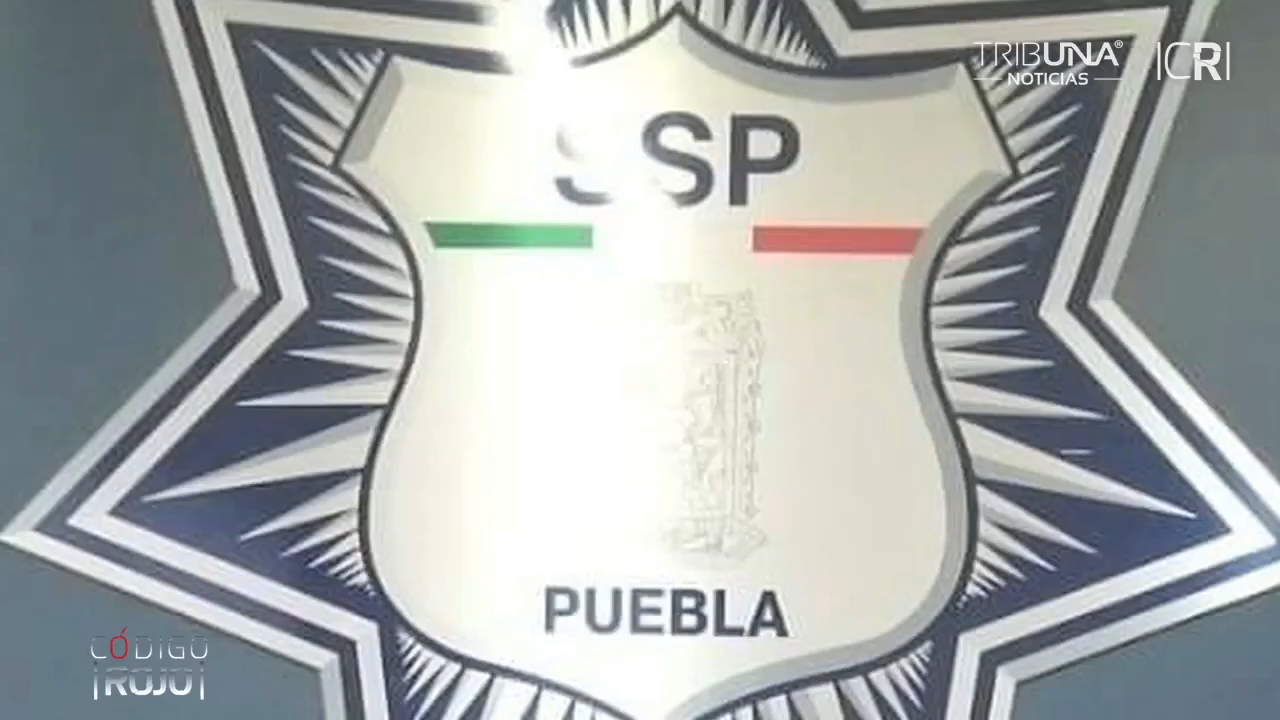 TRIBUNA® |CR|
NOTICIAS
SSP
PUEBLA
CÓDIGO
|ROJO|